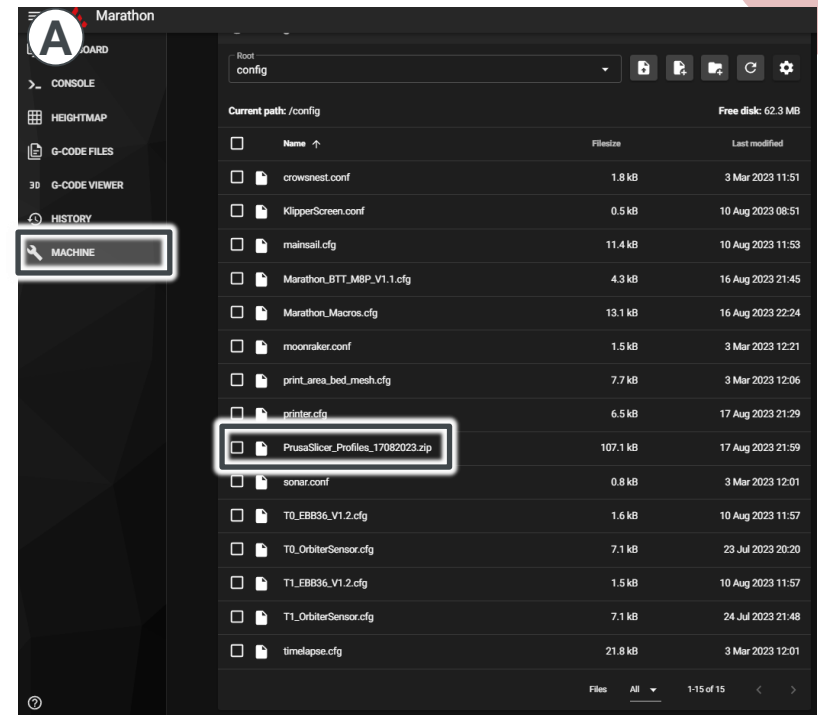 Marathon
A
OARD
CONSOLE
HEIGHTMAP
G-CODE FILES
3D G-CODE VIEWER
HISTORY
MACHINE
Root
config
Current path: /config Free disk: 62.3 MB
Name ↑ Filesize Last modified
crowsnest.conf 1.8 kB 3 Mar 2023 11:51
KlipperScreen.conf 0.5 kB 10 Aug 2023 08:51
mainsail.cfg 11.4 kB 10 Aug 2023 11:53
Marathon_BTT_M8P_V1.1.cfg 4.3 kB 16 Aug 2023 21:45
Marathon_Macros.cfg 13.1 kB 16 Aug 2023 22:24
moonraker.conf 1.5 kB 3 Mar 2023 12:21
print_area_bed_mesh.cfg 7.7 kB 3 Mar 2023 12:06
printer.cfg 6.5 kB 17 Aug 2023 21:29
PrusaSlicer_Profiles_17082023.zip 107.1 kB 17 Aug 2023 21:59
sonar.conf 0.8 kB 3 Mar 2023 12:01
T0_EBB36_V1.2.cfg 1.6 kB 10 Aug 2023 11:57
T0_OrbiterSensor.cfg 7.1 kB 23 Jul 2023 20:20
T1_EBB36_V1.2.cfg 1.5 kB 10 Aug 2023 11:57
T1_OrbiterSensor.cfg 7.1 kB 24 Jul 2023 21:48
timelapse.cfg 21.8 kB 3 Mar 2023 12:01
Files All 1-15 of 15